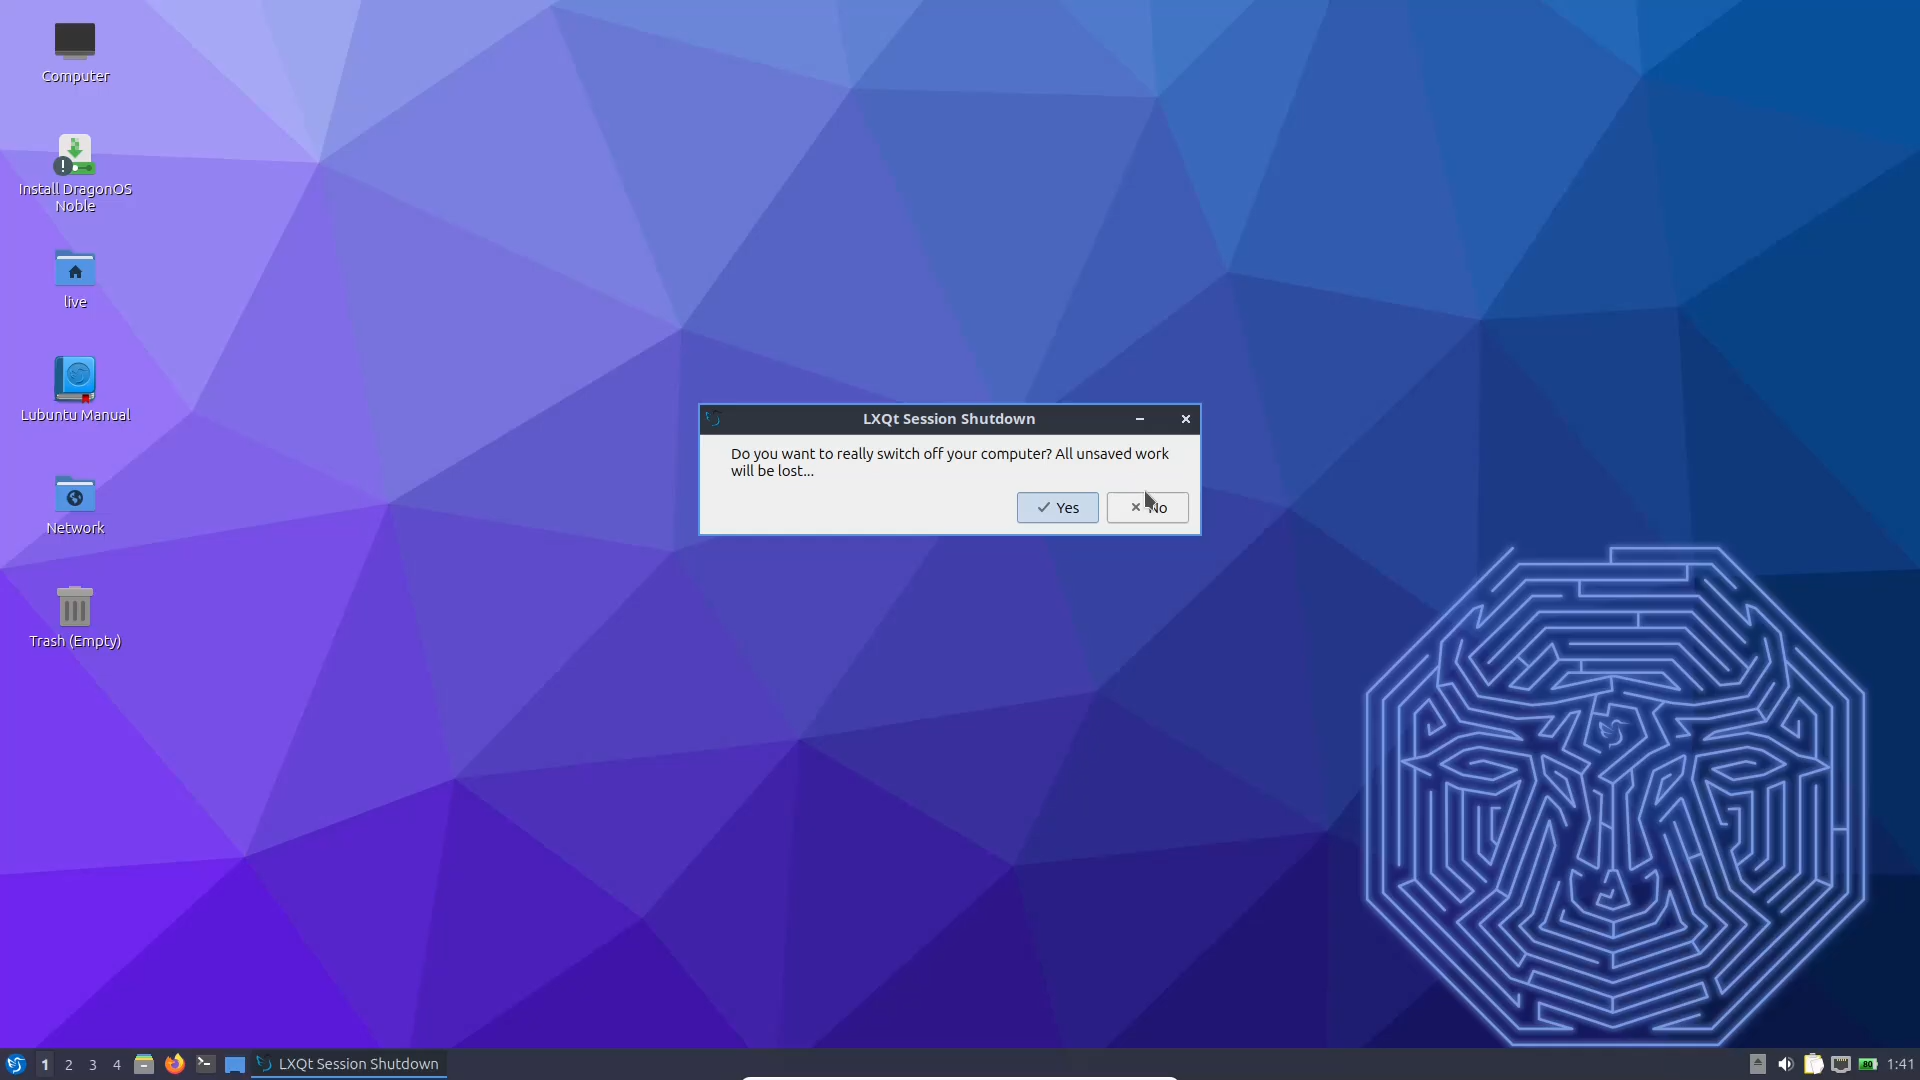 Computer
Install DragonOS
Noble
live
Lubuntu Manual
Network
Trash (Empty)
LXQt Session Shutdown
Do you want to really switch off your computer? All unsaved work
will be lost...
Yes
No
1 2 3 4
LXQt Session Shutdown
80
1:41